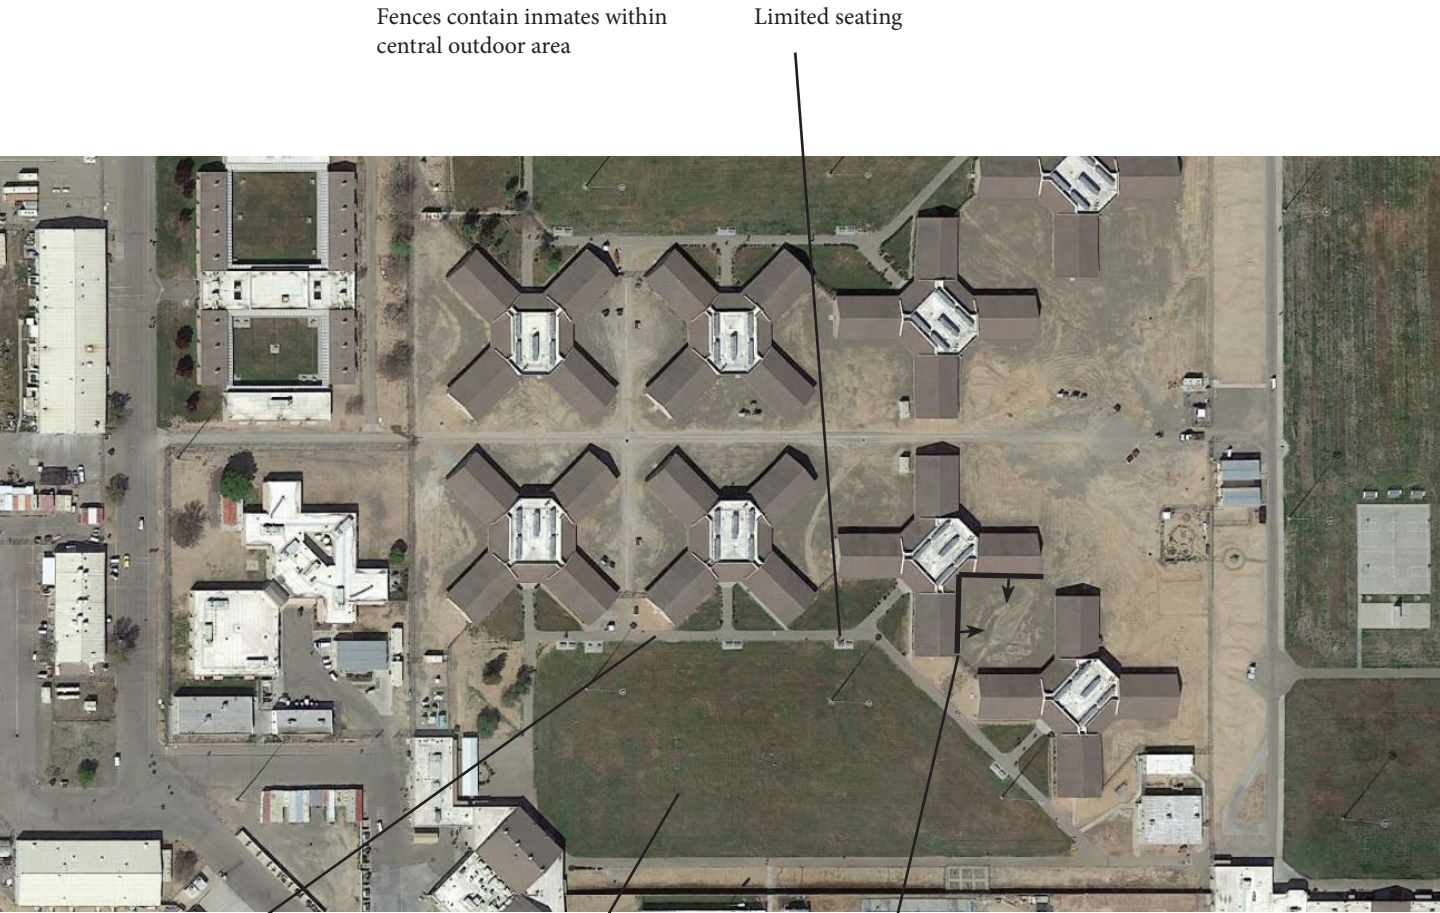 Fences contain inmates within
central outdoor area
Limited seating